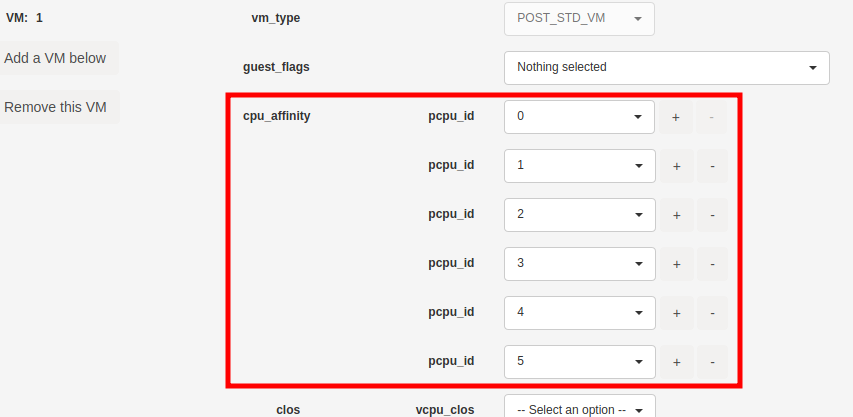 VM: 1 vm_type POST_STD_VM
Add a VM below
guest_flags Nothing selected
Remove this VM
cpu_affinity pcpu_id 0 + -
pcpu_id 1 + -
pcpu_id 2 + -
pcpu_id 3 + -
pcpu_id 4 + -
pcpu_id 5 + -
clos vcpu_clos -- Select an option --